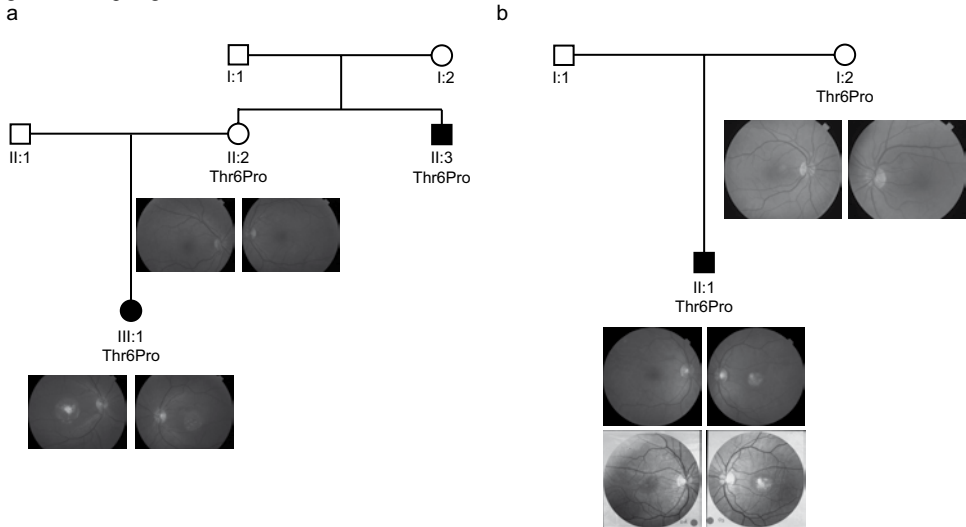 a
b
I:1
I:2
I:1
I:2
Thr6Pro
II:1
II:2
Thr6Pro
II:3
Thr6Pro
II:1
Thr6Pro
III:1
Thr6Pro